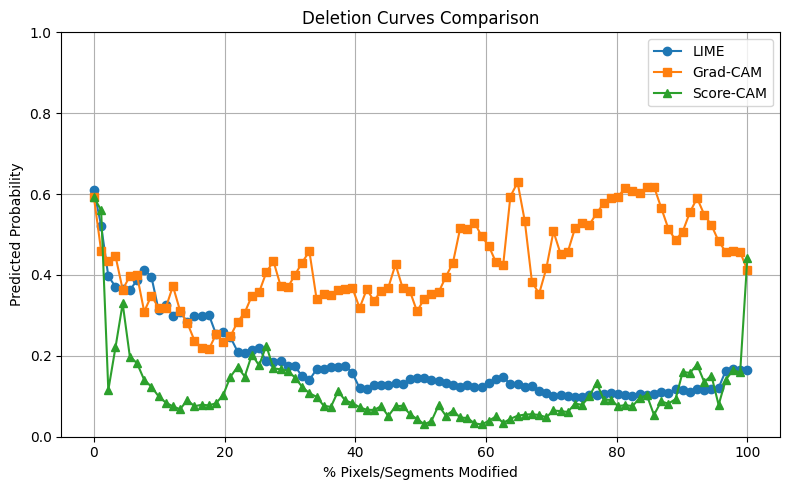 Deletion Curves Comparison
LIME
Grad-CAM
Score-CAM
Predicted Probability
1.0
0.8
0.6
0.4
0.2
0.0
0
20
40
60
80
100
% Pixels/Segments Modified